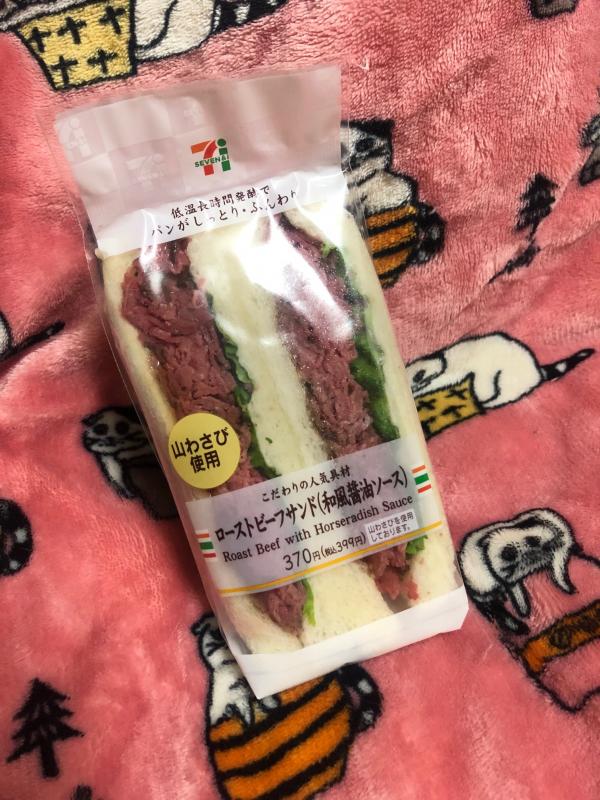 SEVEN & i
低温長時間発酵で
パンがしっとり・ふんわり
山わさび
使用
こだわりの人気具材
ローストビーフサンド(和風醤油ソース)
Roast Beef with Horseradish Sauce
370円(税込399円)
山わさびを使用
しております。